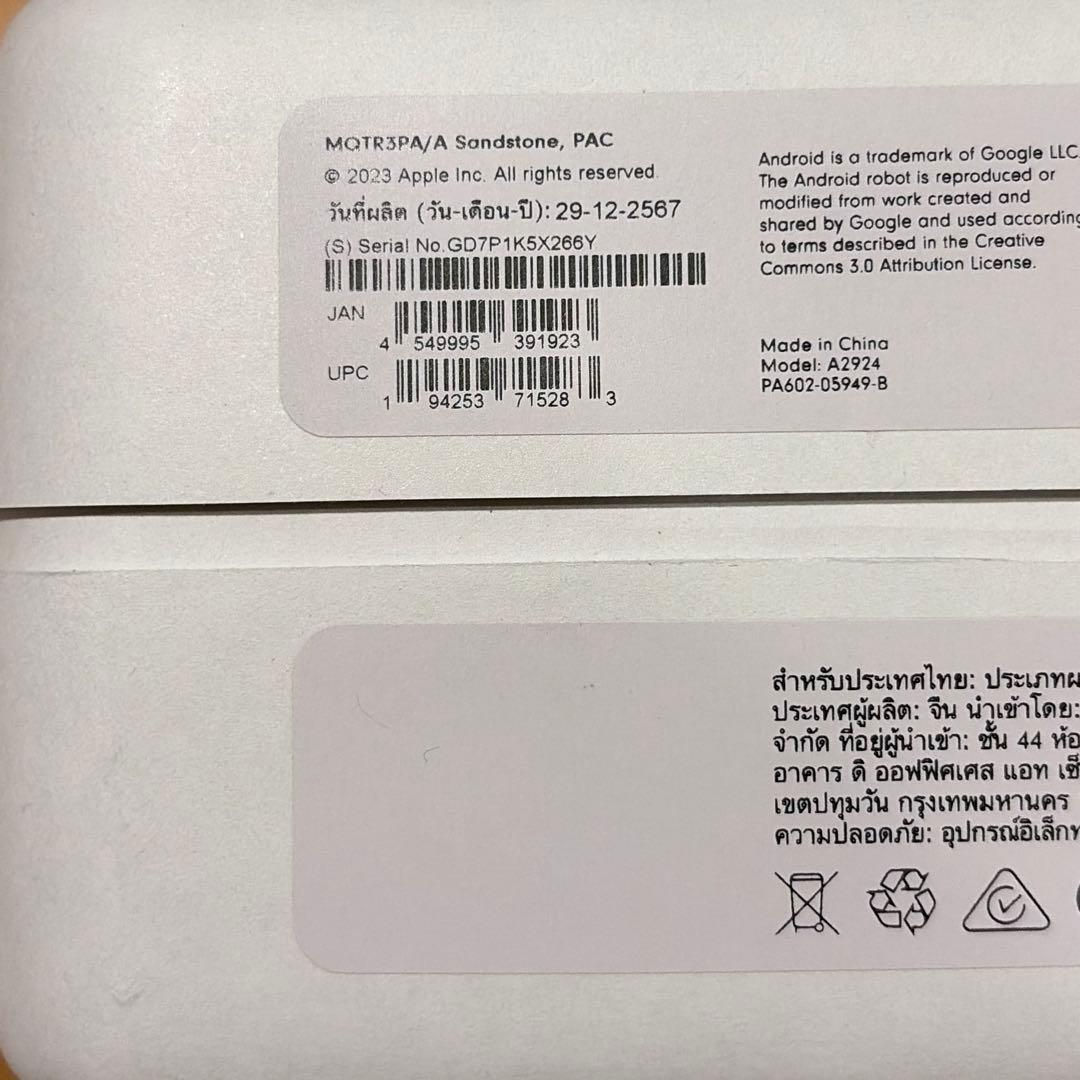 MQTR3PA/A Sandstone, PAC
© 2023 Apple Inc. All rights reserved.
วันที่ผลิต (วัน-เดือน-ปี): 29-12-2567
(S) Serial No.GD7P1K5X266Y
JAN
4 549995 391923
UPC
1 94253 71528 3
Android is a trademark of Google LLC.
The Android robot is reproduced or
modified from work created and
shared by Google and used according
to terms described in the Creative
Commons 3.0 Attribution License.
Made in China
Model: A2924
PA602-05949-B
สำหรับประเทศไทย: ประเภทผ
ประเทศผู้ผลิต: จีน นำเข้าโดย:
จำกัด ที่อยู่ผู้นำเข้า: ชั้น 44 ห้อ
อาคาร ดิ ออฟฟิศเศส แอท เซ็
เขตปทุมวัน กรุงเทพมหานคร
ความปลอดภัย: อุปกรณ์อิเล็กท